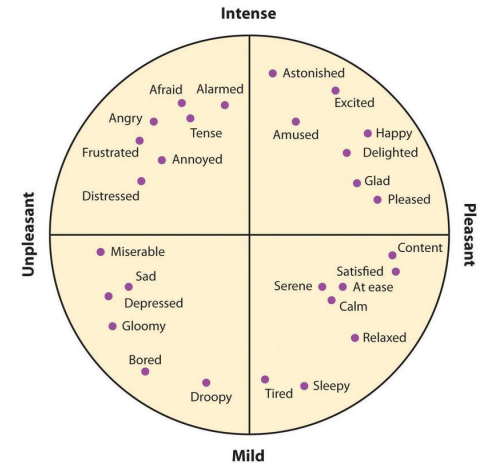 Intense
Astonished
Afraid
Alarmed
Excited
Angry
Tense
Amused
Happy
Frustrated
Annoyed
Delighted
Glad
Distressed
Pleased
Unpleasant
Pleasant
Miserable
Content
Sad
Satisfied
Depressed
Serene
At ease
Calm
Gloomy
Relaxed
Bored
Droopy
Tired
Sleepy
Mild